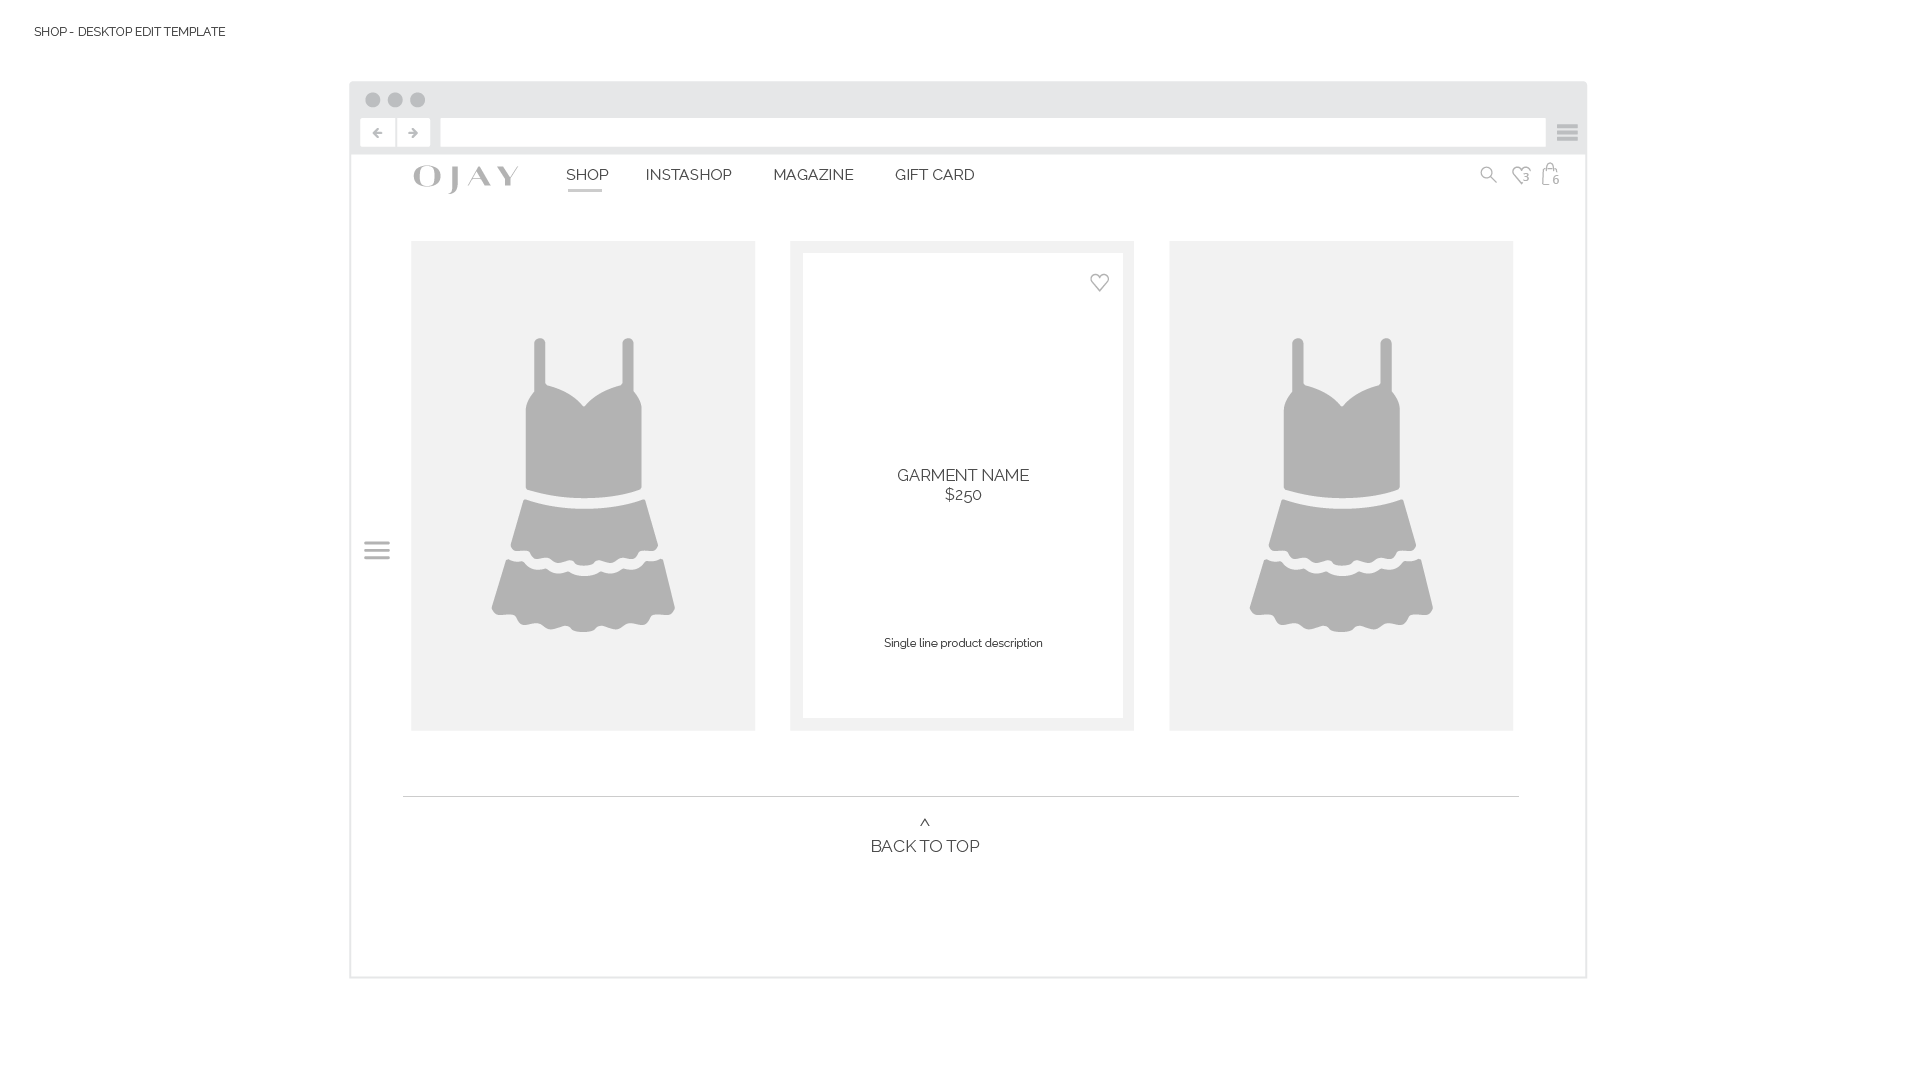 SHOP - DESKTOP EDIT TEMPLATE
OJAY SHOP INSTASHOP MAGAZINE GIFT CARD 3 6
GARMENT NAME
$250
Single line product description
^
BACK TO TOP